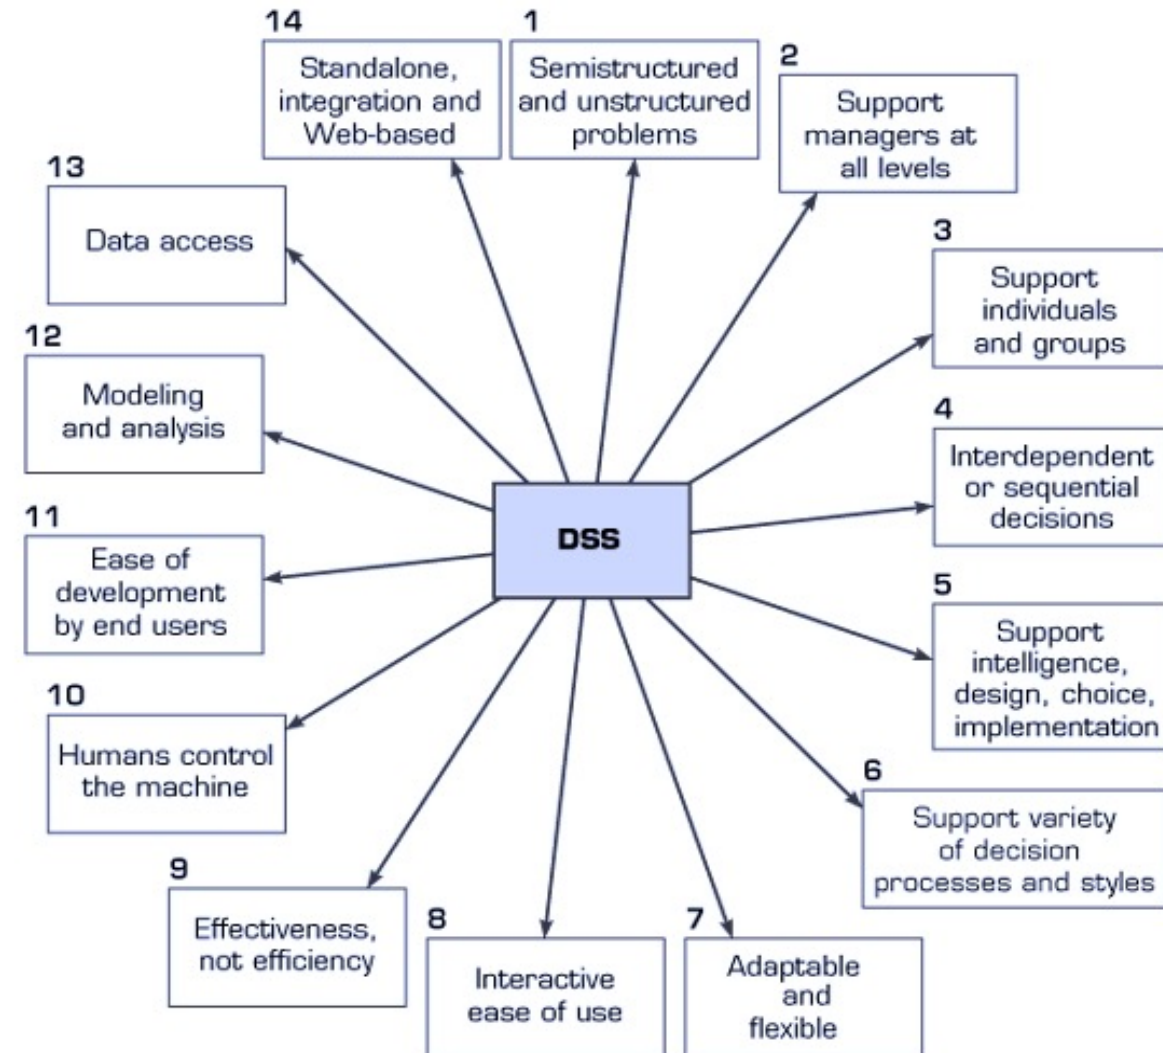 14
Standalone,
integration and
Web-based
1
Semistructured
and unstructured
problems
2
Support
managers at
all levels
3
Support
individuals
and groups
4
Interdependent
or sequential
decisions
5
Support
intelligence,
design, choice,
implementation
6
Support variety
of decision
processes and styles
7
Adaptable
and
flexible
8
Interactive
ease of use
9
Effectiveness,
not efficiency
10
Humans control
the machine
11
Ease of
development
by end users
12
Modeling
and analysis
13
Data access
DSS